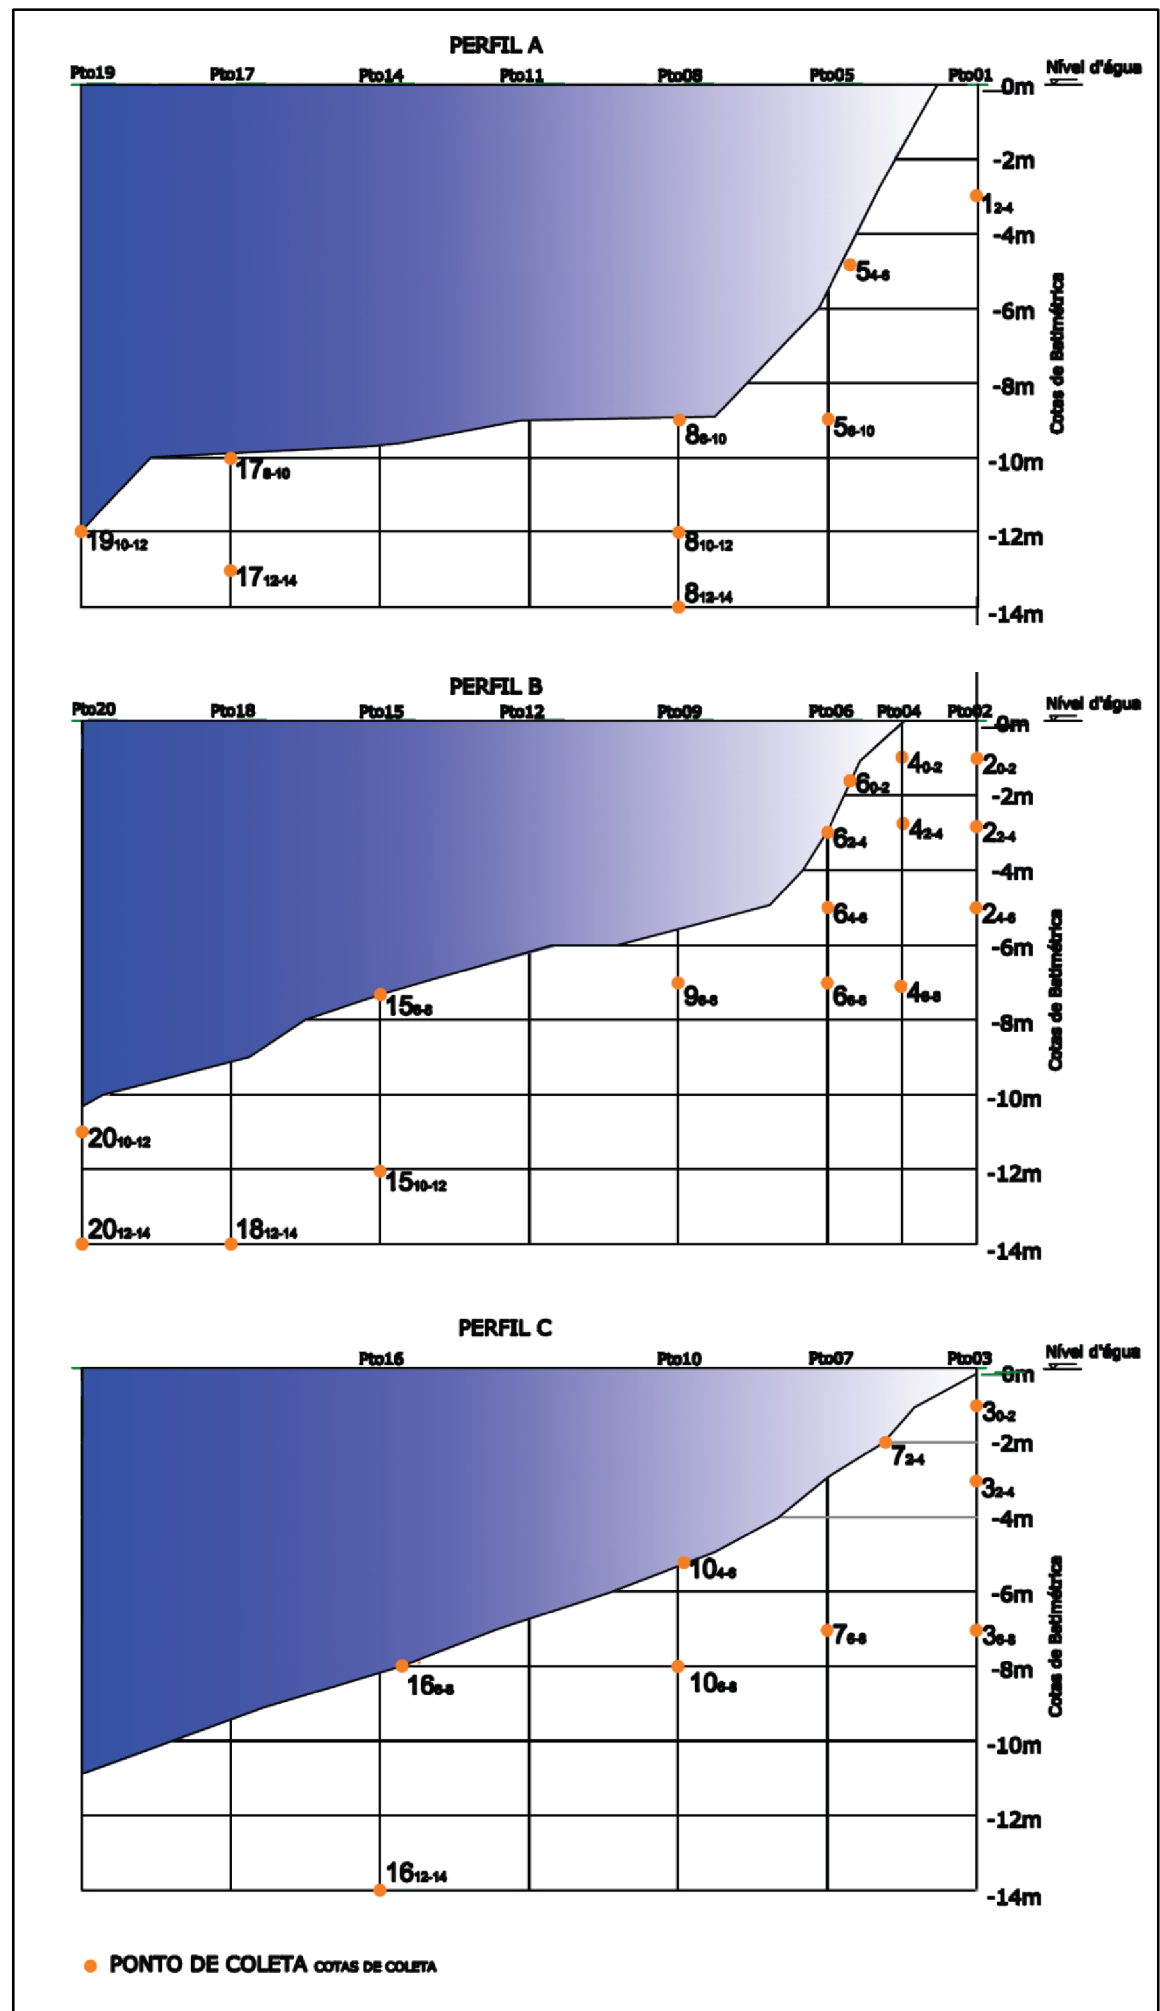 PERFIL A
Pto19 Pto17 Pto14 Pto11 Pto08 Pto05 Pto01 Nível d'água
0m
-2m
1 2-4
-4m
5 4-6
-6m
Cotas de Batimétrica
-8m
8 8-10 5 8-10
-10m
17 8-10
19 10-12 8 10-12 -12m
17 12-14
8 12-14
-14m
PERFIL B
Pto20 Pto18 Pto15 Pto12 Pto09 Pto06 Pto04 Pto02 Nível d'água
0m
4 0-2 2 0-2
6 0-2
-2m
6 2-4 4 2-4 2 2-4
-4m
6 4-6 2 4-6
-6m
Cotas de Batimétrica
15 6-8 9 6-8 6 6-8 4 6-8
-8m
-10m
20 10-12
15 10-12 -12m
20 12-14 18 12-14
-14m
PERFIL C
Pto16 Pto10 Pto07 Pto03 Nível d'água
0m
3 0-2
-2m
7 2-4
3 2-4
-4m
10 4-6
-6m
Cotas de Batimétrica
7 6-8 3 6-8
16 6-8 10 6-8 -8m
-10m
-12m
16 12-14
-14m
PONTO DE COLETA COTAS DE COLETA